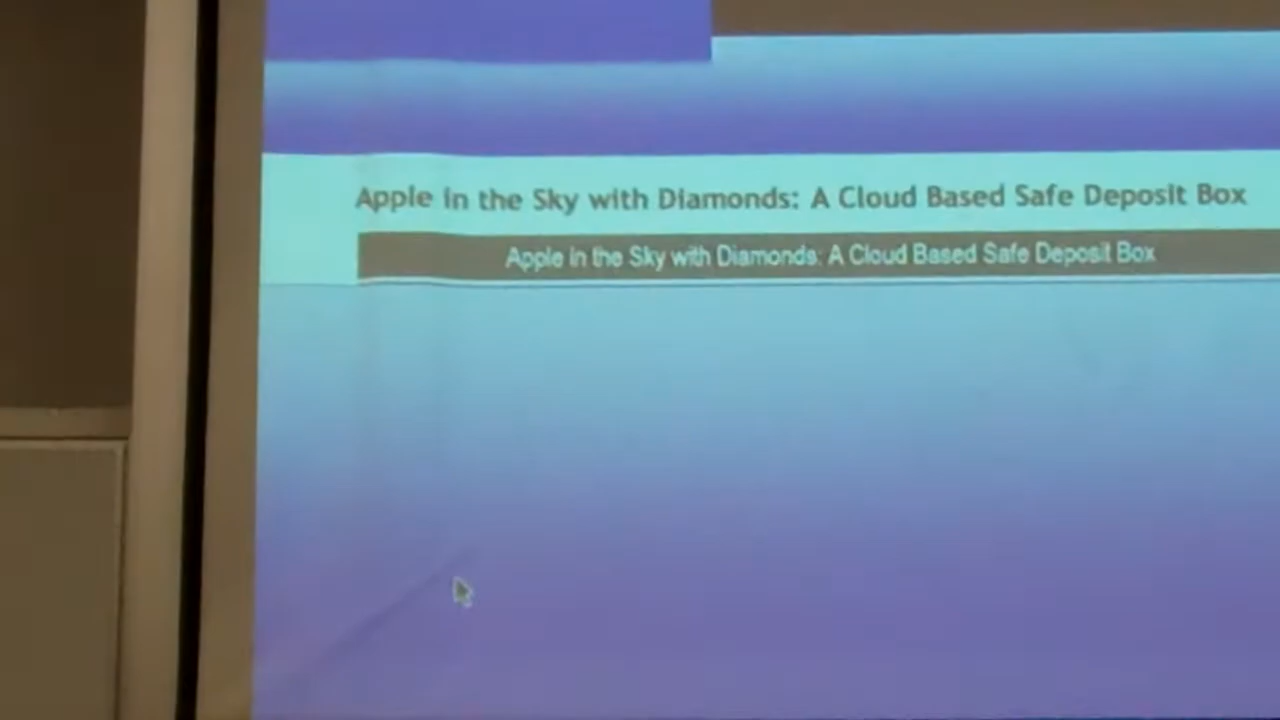 Apple in the Sky with Diamonds: A Cloud Based Safe Deposit Box
Apple in the Sky with Diamonds: A Cloud Based Safe Deposit Box